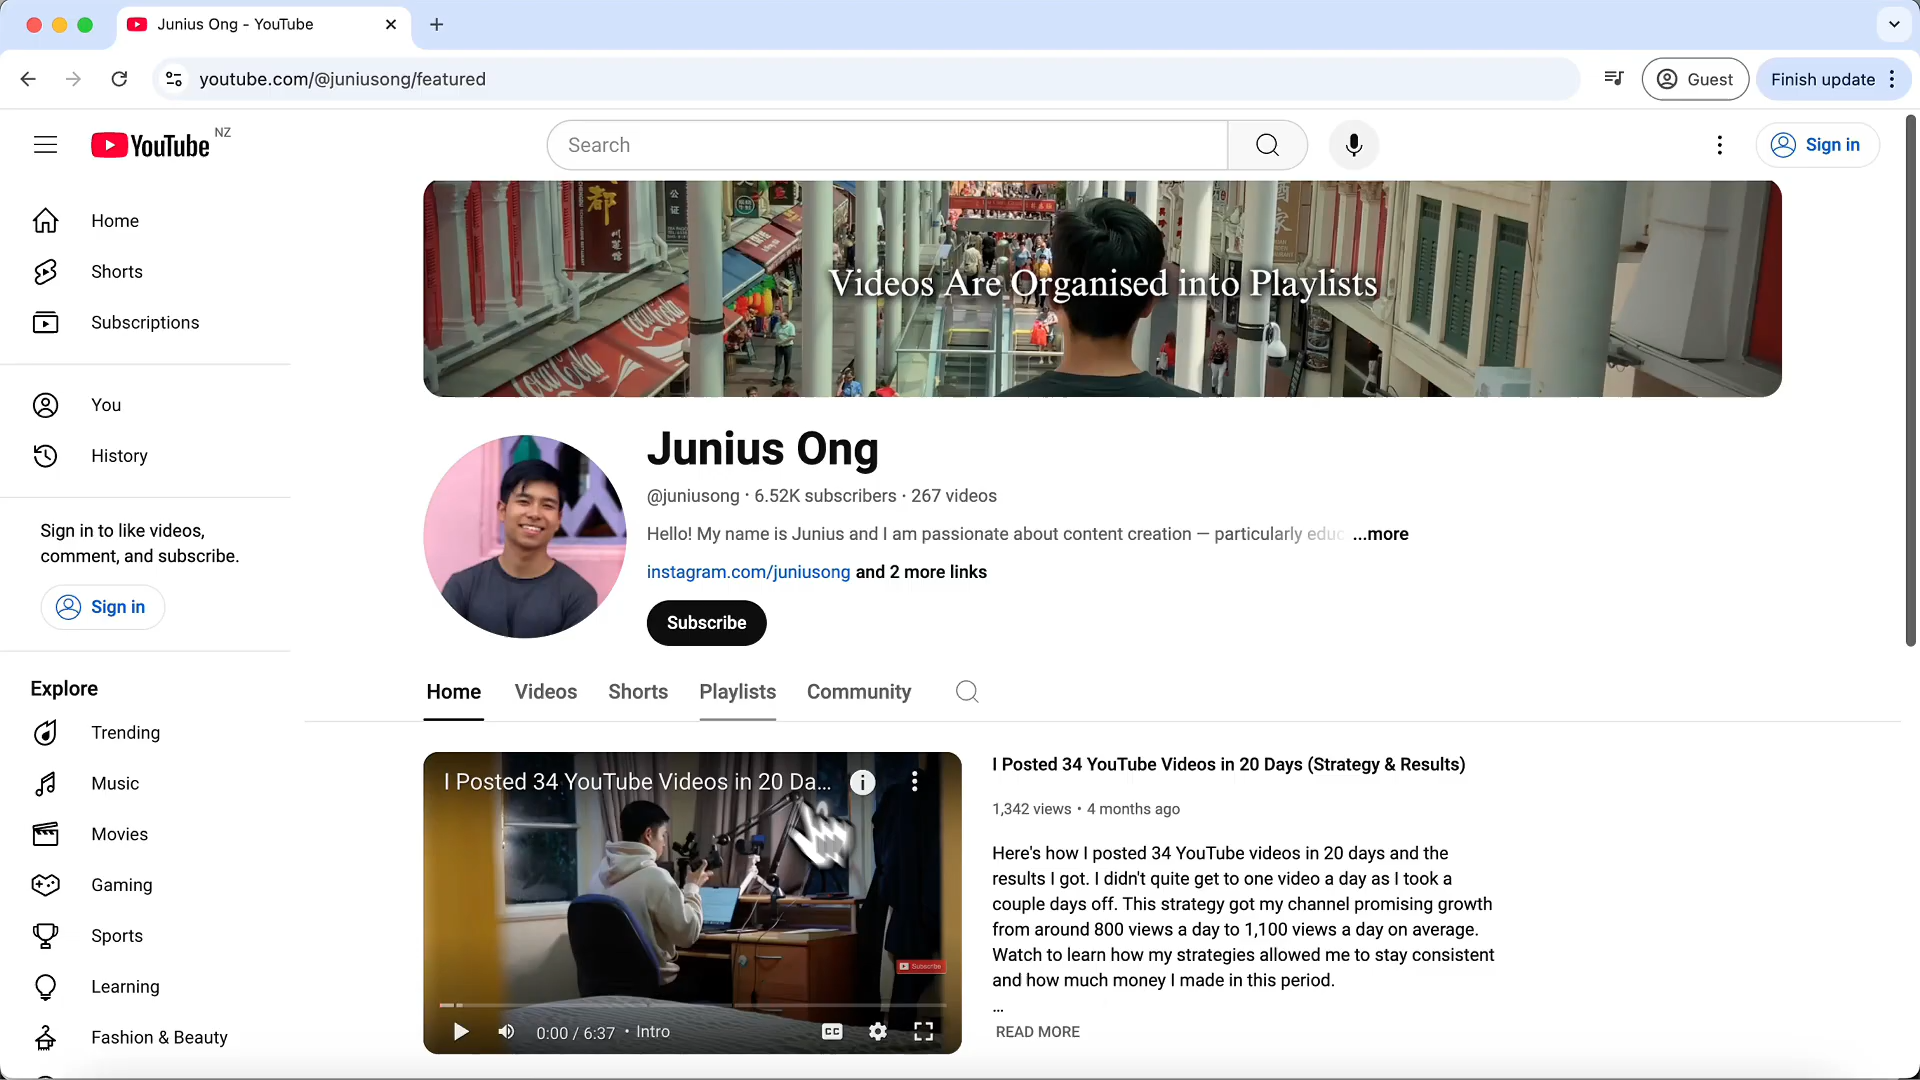 Junius Ong - YouTube
youtube.com/@juniusong/featured
Guest
Finish update
YouTube NZ
Search
Sign in
Home
Shorts
Subscriptions
You
History
Sign in to like videos,
comment, and subscribe.
Sign in
Explore
Trending
Music
Movies
Gaming
Sports
Learning
Fashion & Beauty
都
川
公
证
Coca-Cola
Coca-Cola
Videos Are Organised into Playlists
Junius Ong
@juniusong · 6.52K subscribers · 267 videos
Hello! My name is Junius and I am passionate about content creation — particularly educ ...more
instagram.com/juniusong and 2 more links
Subscribe
Home Videos Shorts Playlists Community
I Posted 34 YouTube Videos in 20 Da...
Subscribe
0:00 / 6:37 • Intro
CC
I Posted 34 YouTube Videos in 20 Days (Strategy & Results)
1,342 views • 4 months ago
Here's how I posted 34 YouTube videos in 20 days and the
results I got. I didn't quite get to one video a day as I took a
couple days off. This strategy got my channel promising growth
from around 800 views a day to 1,100 views a day on average.
Watch to learn how my strategies allowed me to stay consistent
and how much money I made in this period.
...
READ MORE